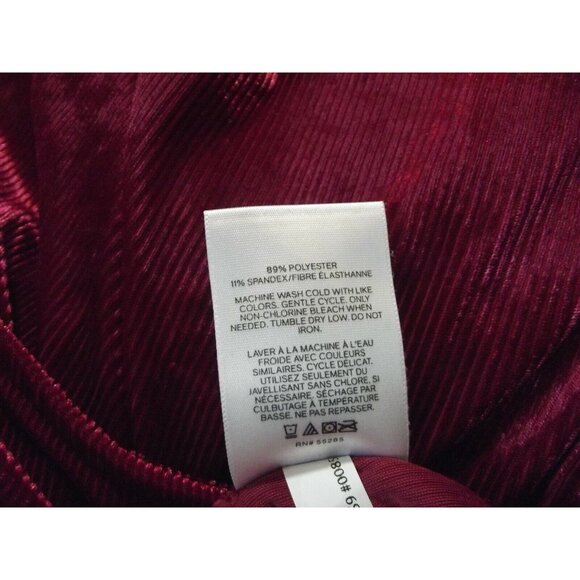 89% POLYESTER
11% SPANDEX/FIBRE ÉLASTHANNE
MACHINE WASH COLD WITH LIKE
COLORS. GENTLE CYCLE. ONLY
NON-CHLORINE BLEACH WHEN
NEEDED. TUMBLE DRY LOW. DO NOT
IRON.
LAVER À LA MACHINE À L'EAU
FROIDE AVEC COULEURS
SIMILAIRES. CYCLE DÉLICAT.
UTILISEZ SEULEMENT DU
JAVELLISANT SANS CHLORE, SI
NÉCESSAIRE. SÉCHAGE PAR
CULBUTAGE À TEMPÉRATURE
BASSE. NE PAS REPASSER.
RN# 55285